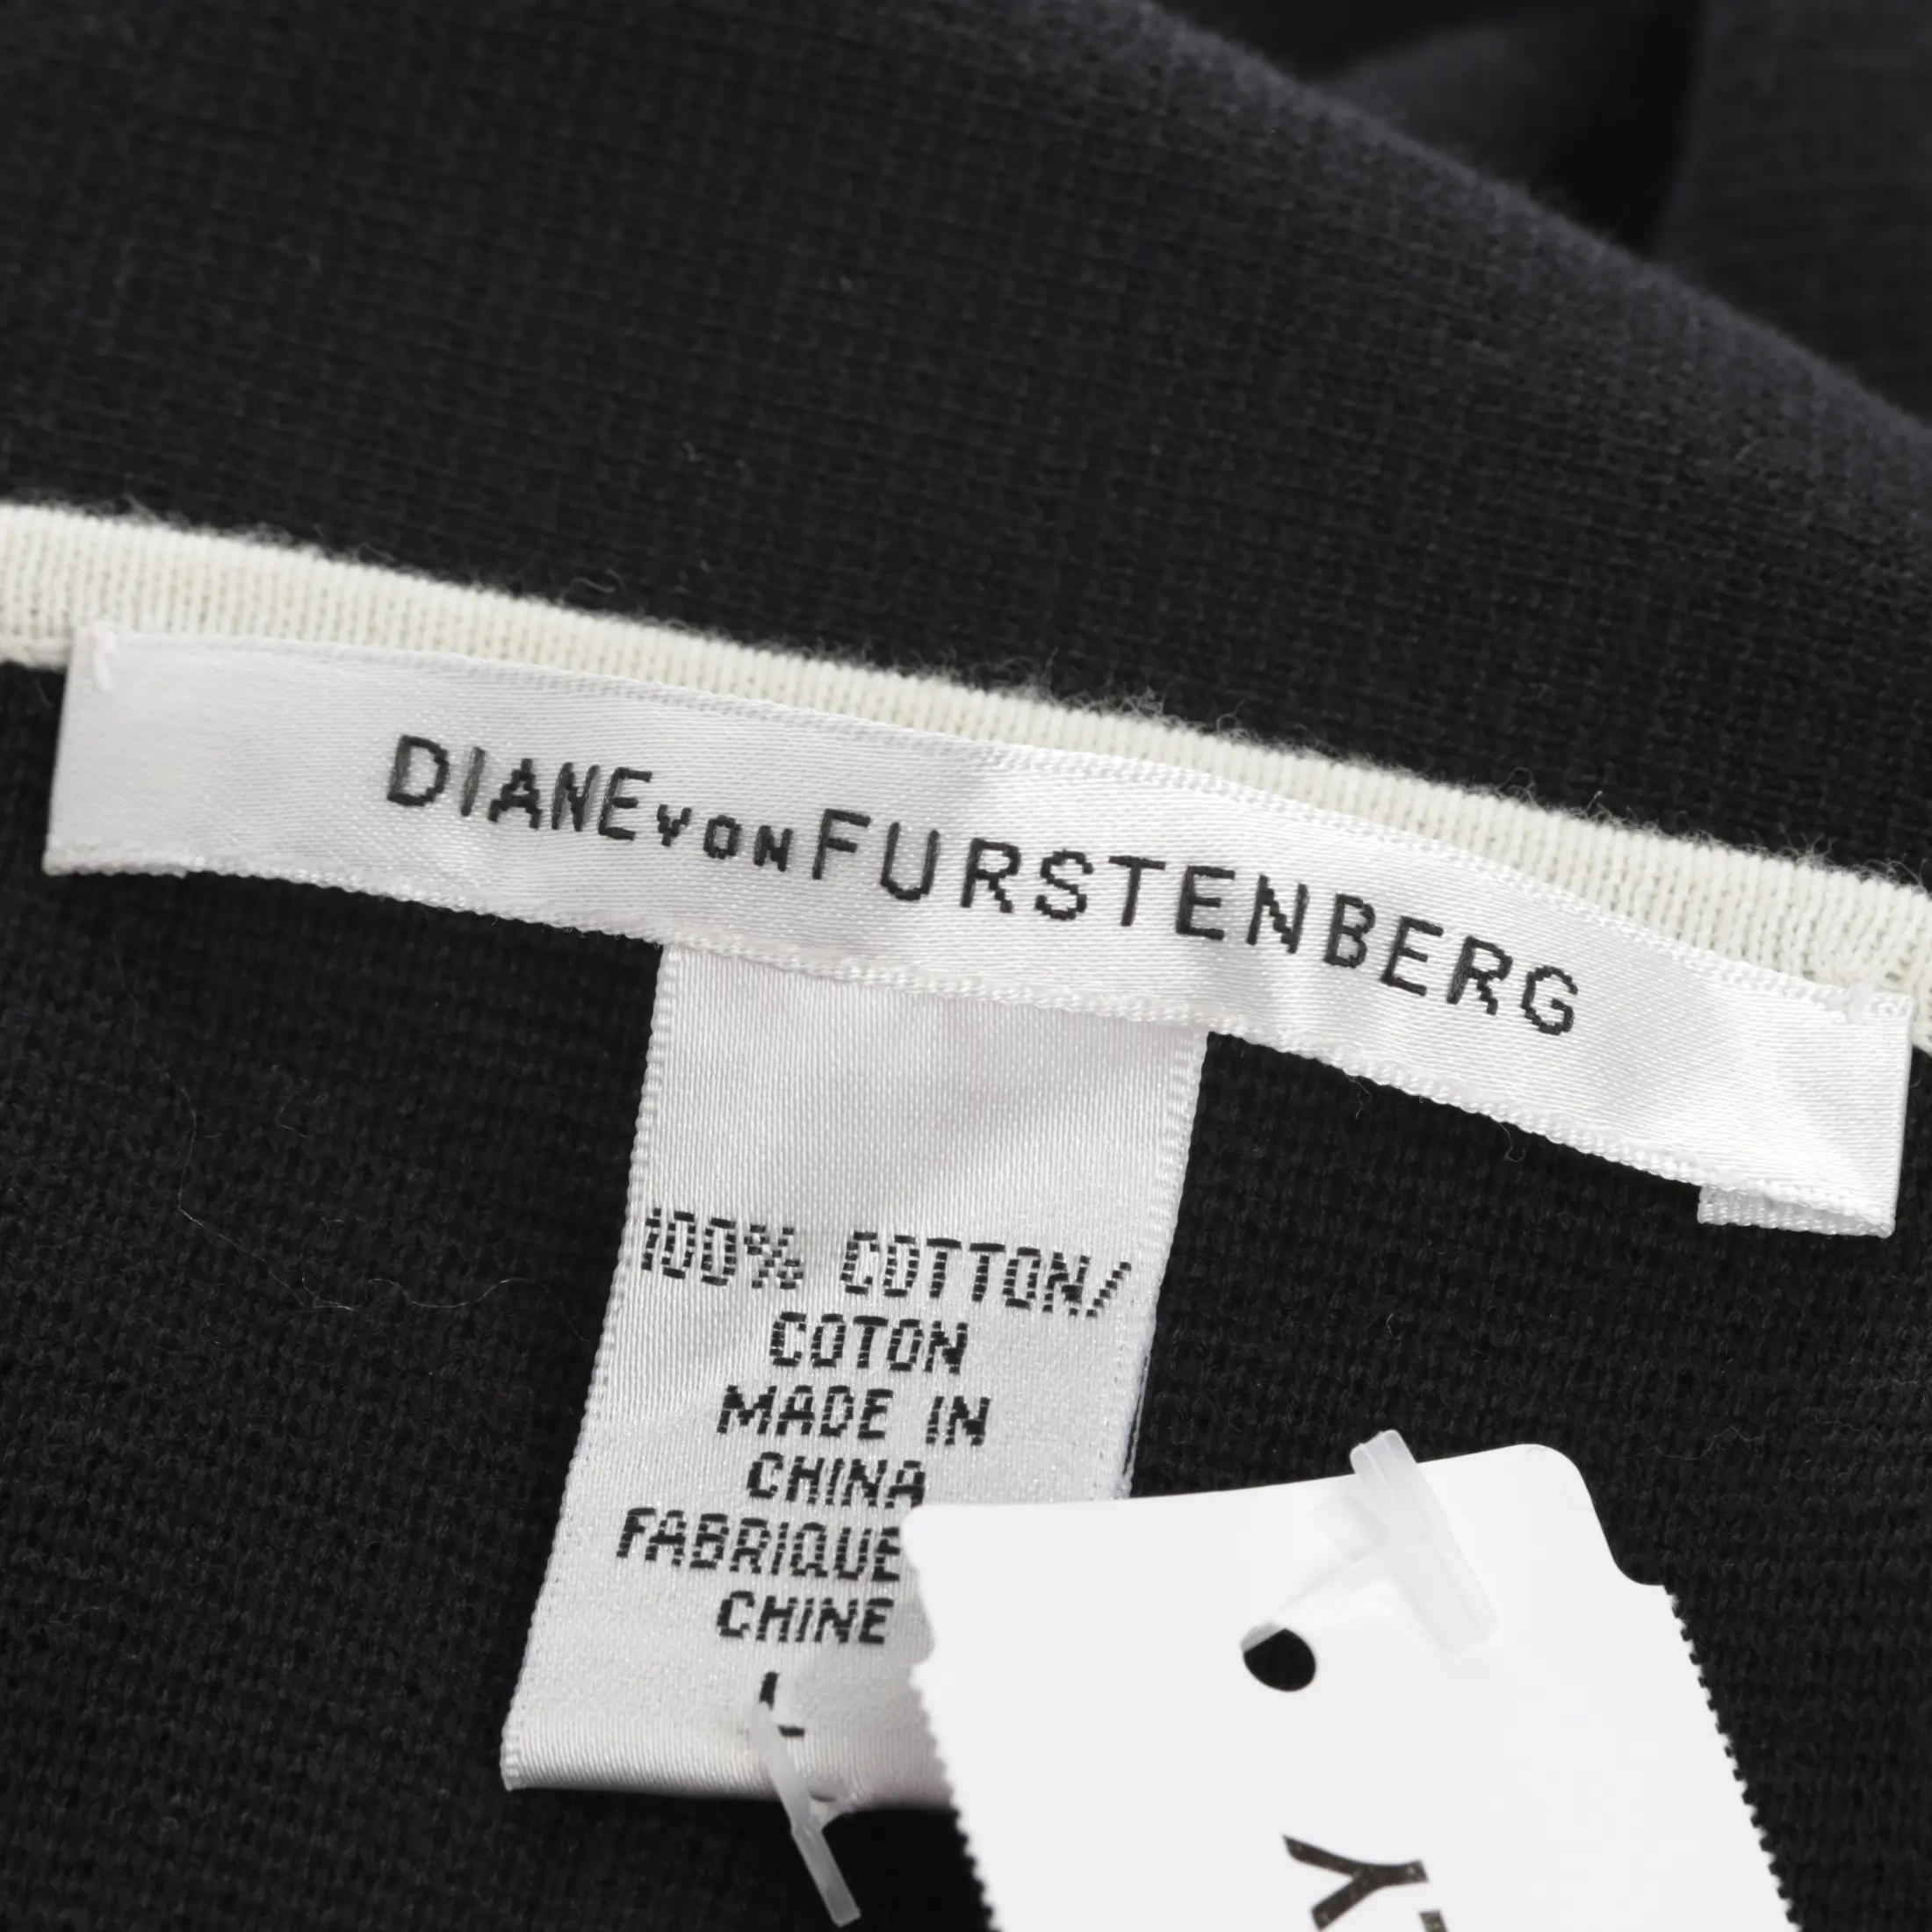 DIANE von FURSTENBERG
100% COTTON/
COTON
MADE IN
CHINA
FABRIQUE
CHINE
L